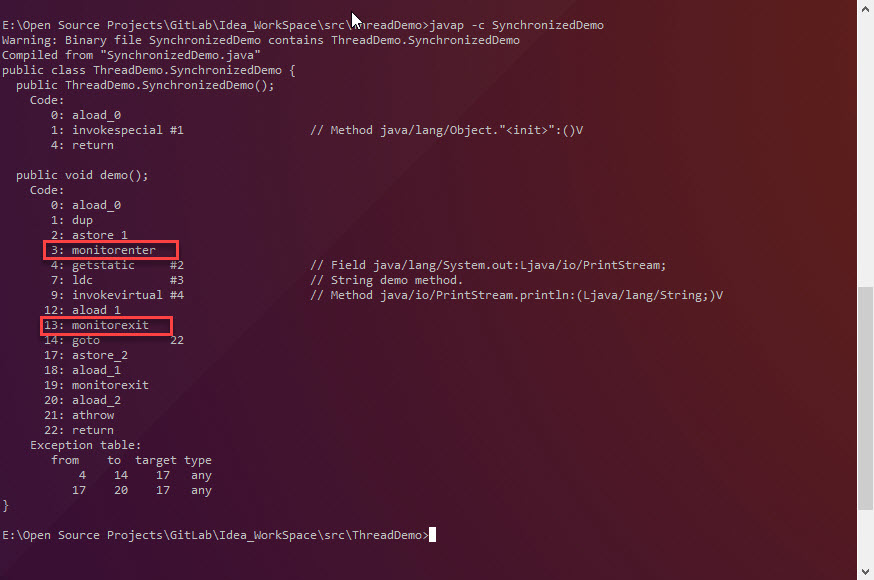 E:\Open Source Projects\GitLab\Idea_WorkSpace\src\ThreadDemo>javap -c SynchronizedDemo
Warning: Binary file SynchronizedDemo contains ThreadDemo.SynchronizedDemo
Compiled from "SynchronizedDemo.java"
public class ThreadDemo.SynchronizedDemo {
  public ThreadDemo.SynchronizedDemo();
    Code:
       0: aload_0
       1: invokespecial #1                  // Method java/lang/Object."<init>":()V
       4: return

  public void demo();
    Code:
       0: aload_0
       1: dup
       2: astore_1
       3: monitorenter
       4: getstatic     #2                  // Field java/lang/System.out:Ljava/io/PrintStream;
       7: ldc           #3                  // String demo method.
       9: invokevirtual #4                  // Method java/io/PrintStream.println:(Ljava/lang/String;)V
      12: aload_1
      13: monitorexit
      14: goto          22
      17: astore_2
      18: aload_1
      19: monitorexit
      20: aload_2
      21: athrow
      22: return
    Exception table:
       from    to  target type
           4    14    17   any
          17    20    17   any
}

E:\Open Source Projects\GitLab\Idea_WorkSpace\src\ThreadDemo>